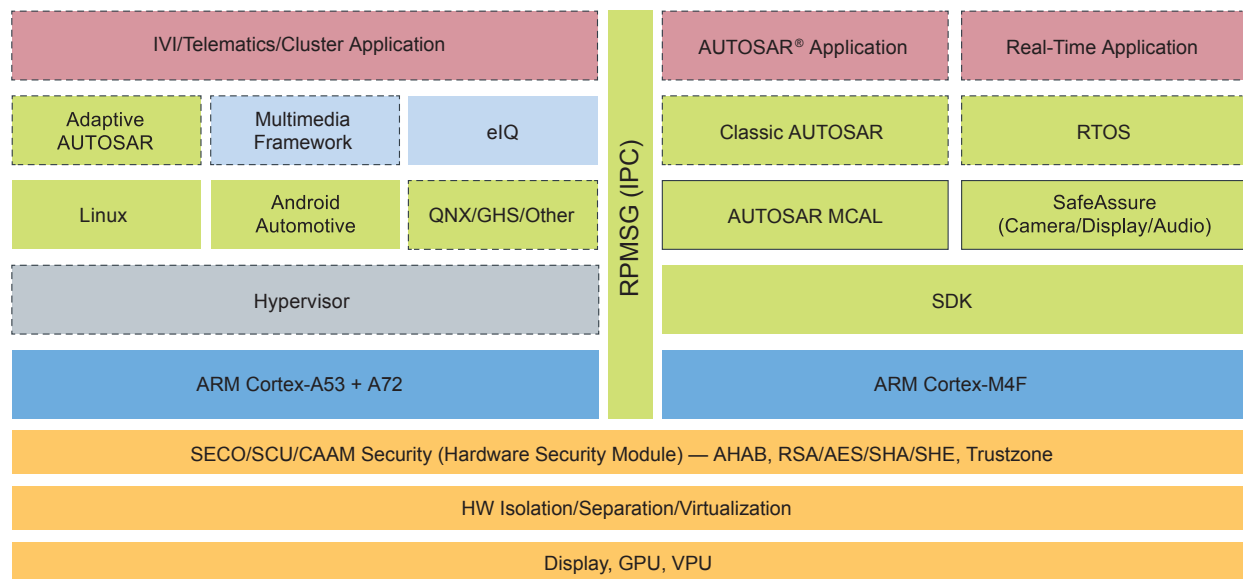 IVI/Telematics/Cluster Application
AUTOSAR® Application
Real-Time Application
Adaptive
AUTOSAR
Multimedia
Framework
eIQ
Classic AUTOSAR
RTOS
Linux
Android
Automotive
QNX/GHS/Other
RPMSG (IPC)
AUTOSAR MCAL
SafeAssure
(Camera/Display/Audio)
Hypervisor
SDK
ARM Cortex-A53 + A72
ARM Cortex-M4F
SECO/SCU/CAAM Security (Hardware Security Module) — AHAB, RSA/AES/SHA/SHE, Trustzone
HW Isolation/Separation/Virtualization
Display, GPU, VPU